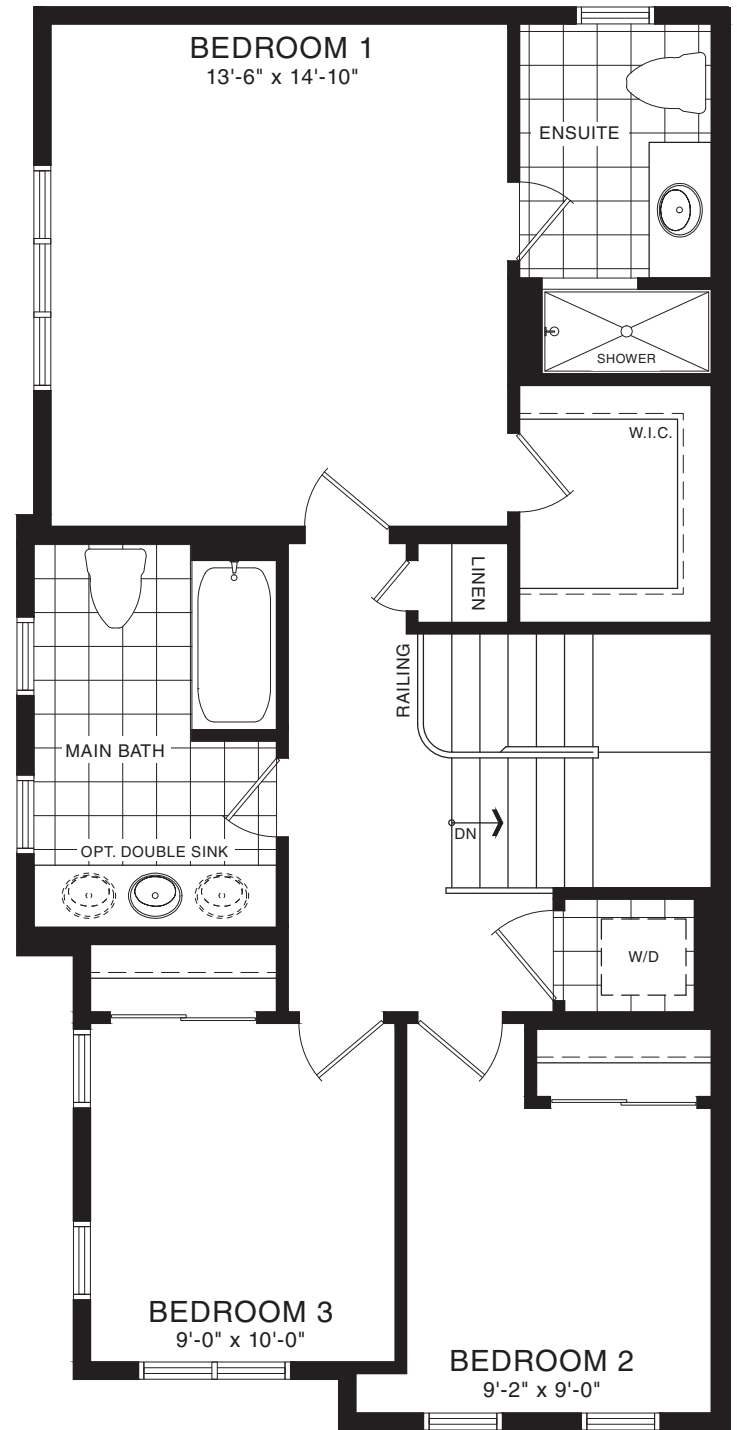 BEDROOM 1
13'-6" x 14'-10"
ENSUITE
SHOWER
W.I.C.
LINEN
RAILING
MAIN BATH
DN
OPT. DOUBLE SINK
W/D
BEDROOM 3
9'-0" x 10'-0"
BEDROOM 2
9'-2" x 9'-0"